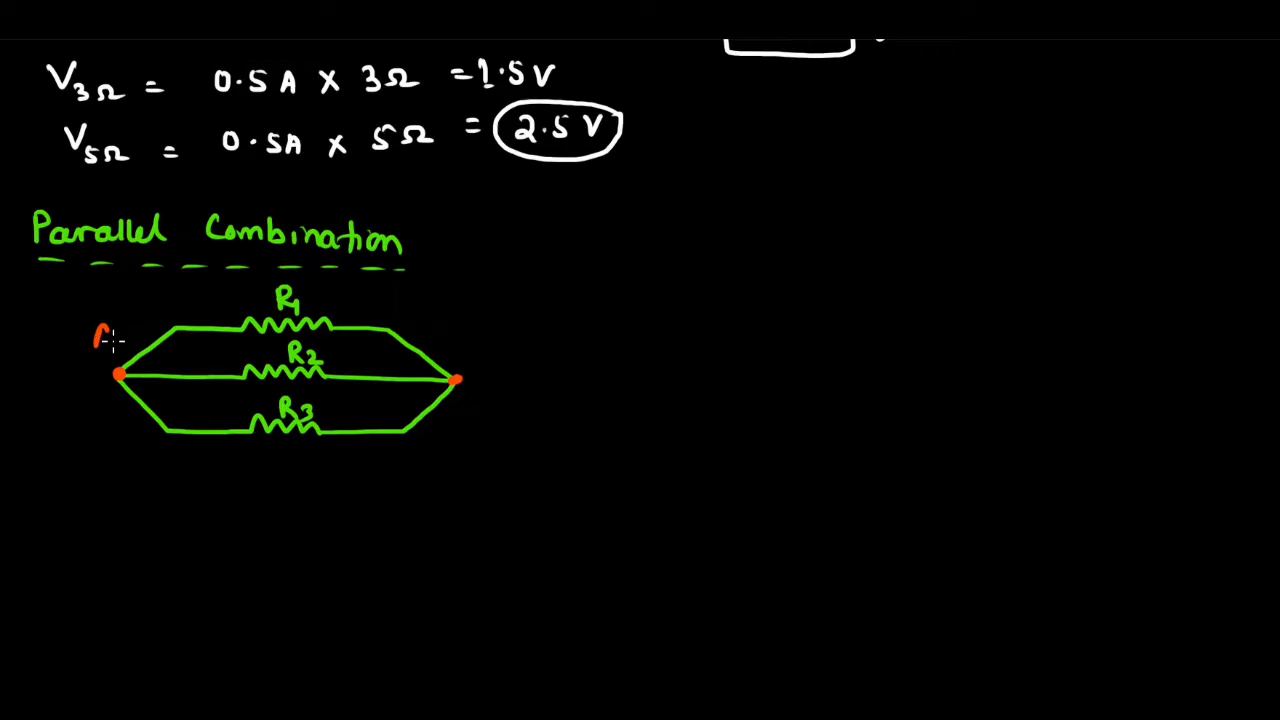 V3Ω = 0.5A × 3Ω = 1.5V
V5Ω = 0.5A × 5Ω = 2.5V
Parallel Combination
R1
R2
R3